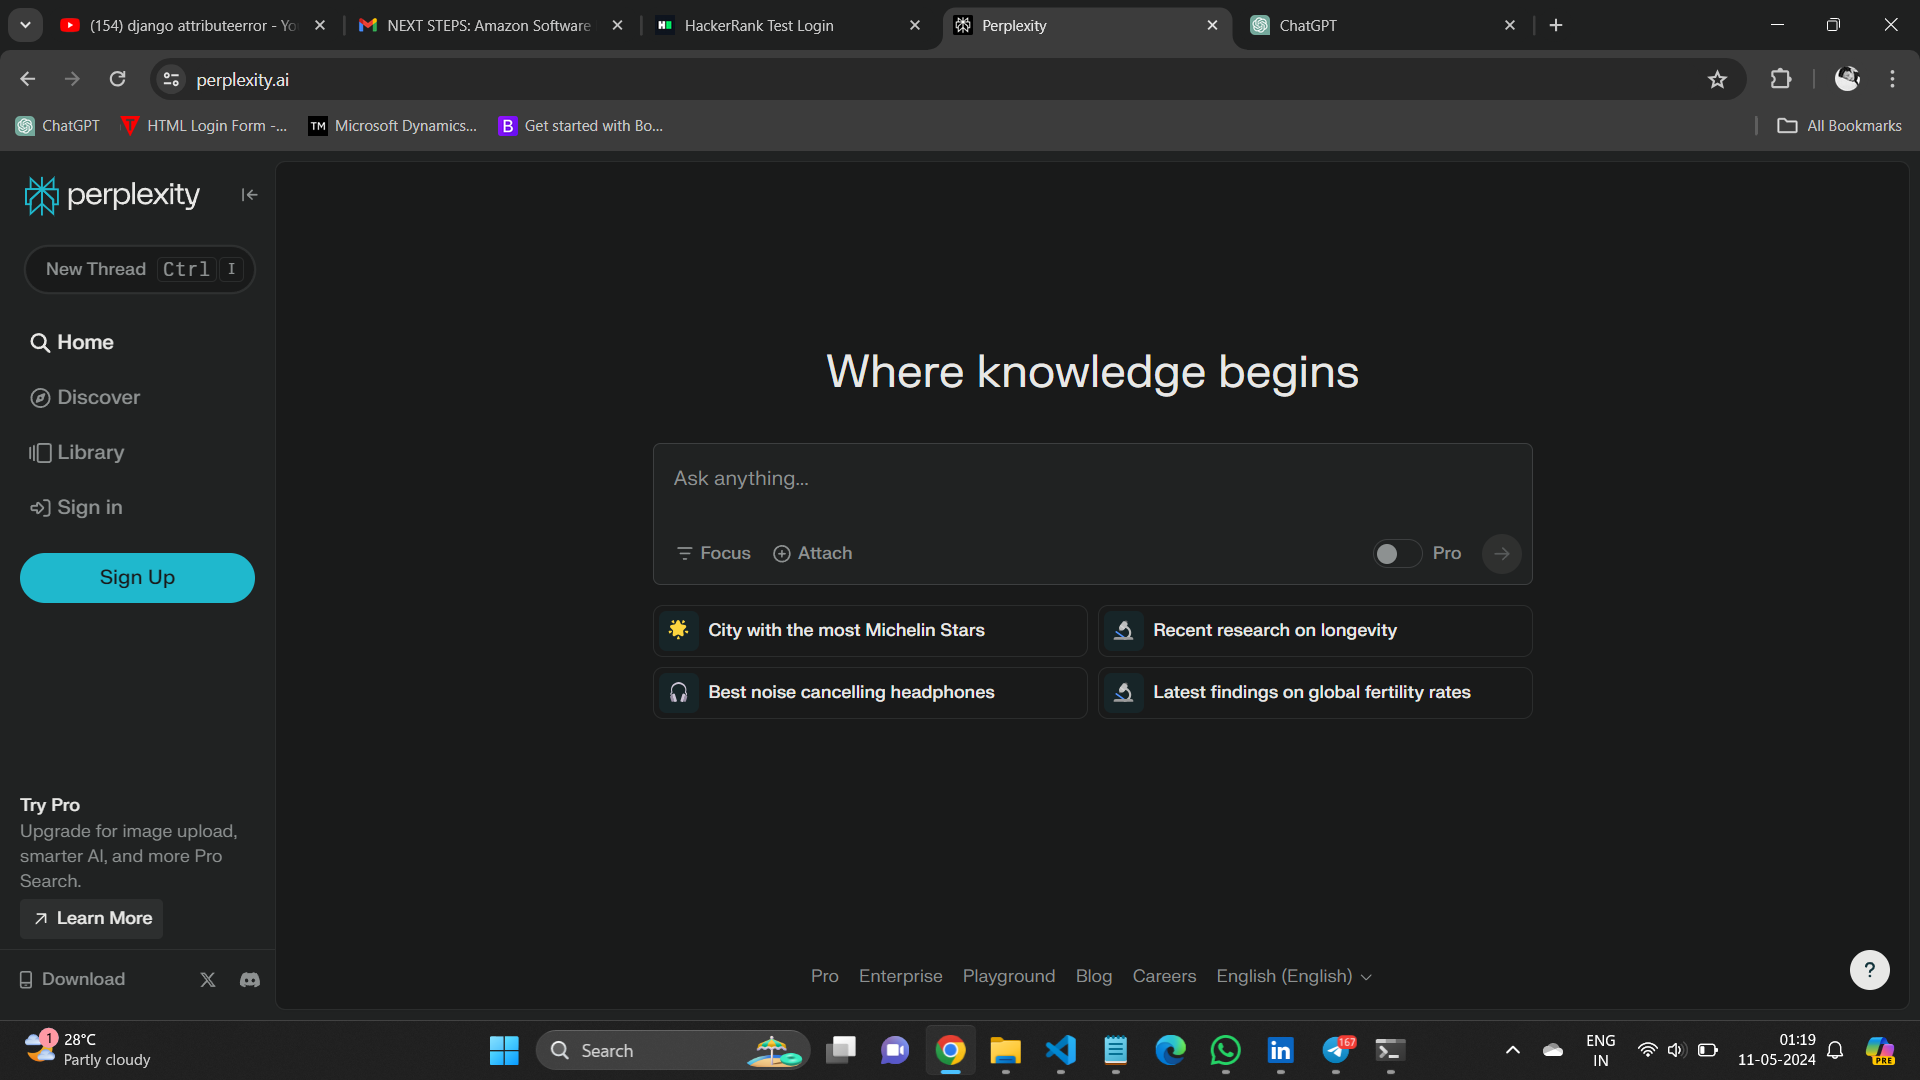 (154) django attributeerror - Yo
NEXT STEPS: Amazon Software
HackerRank Test Login
Perplexity
ChatGPT
perplexity.ai
ChatGPT
HTML Login Form -...
TM
Microsoft Dynamics...
B
Get started with Bo...
All Bookmarks
perplexity
New Thread Ctrl I
Home
Discover
Library
Sign in
Sign Up
Where knowledge begins
Ask anything...
Focus
Attach
Pro
City with the most Michelin Stars
Recent research on longevity
Best noise cancelling headphones
Latest findings on global fertility rates
Try Pro
Upgrade for image upload,
smarter AI, and more Pro
Search.
Learn More
Download
Pro Enterprise Playground Blog Careers English (English)
?
1
28°C
Partly cloudy
Search
in
167
ENG
IN
01:19
11-05-2024
PRE